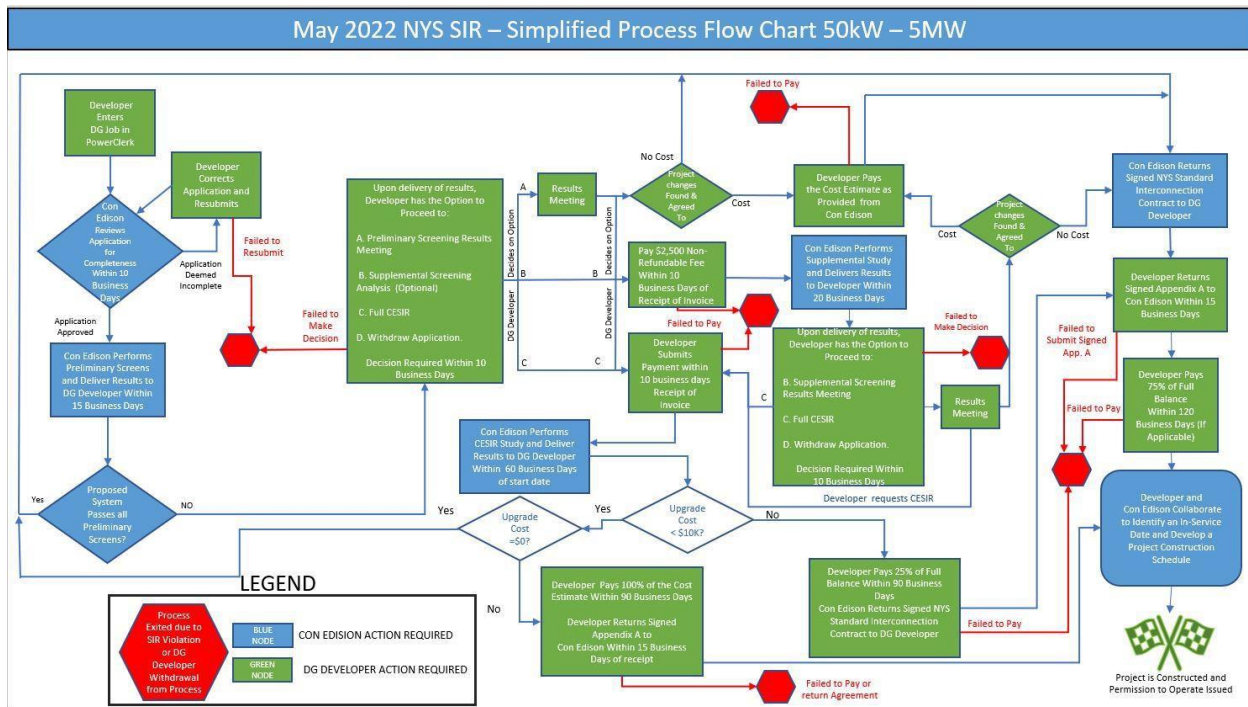 May 2022 NYS SIR – Simplified Process Flow Chart 50kW – 5MW
Developer
Enters
DG Job in
PowerClerk
Developer
Corrects
Application and
Resubmits
Con
Edison
Reviews
Application
for
Completeness
Within 10
Business
Days
Application
Deemed
Incomplete
Failed to
Resubmit
Application
Approved
Con Edison Performs
Preliminary Screens
and Deliver Results to
DG Developer Within
15 Business Days
Yes
Proposed
System
Passes all
Preliminary
Screens?
NO
Failed to
Make
Decision
Upon delivery of results,
Developer has the Option to
Proceed to:
A. Preliminary Screening Results
Meeting
B. Supplemental Screening
Analysis (Optional)
C. Full CESIR
D. Withdraw Application.
Decision Required Within 10
Business Days
A
B
C
DG Developer
Decides on Option
Results
Meeting
DG Developer
Decides on Option
B
C
Project
changes
Found &
Agreed
To
No Cost
Cost
Failed to Pay
Developer Pays
the Cost Estimate as
Provided from
Con Edison
Pay $2,500 Non-
Refundable Fee
Within 10
Business Days of
Receipt of Invoice
Failed to Pay
Con Edison Performs
Supplemental Study
and Delivers Results
to Developer Within
20 Business Days
Developer
Submits
Payment within
10 business days
Receipt of
Invoice
C
Upon delivery of results,
Developer has the Option to
Proceed to:
B. Supplemental Screening
Results Meeting
C. Full CESIR
D. Withdraw Application.
Decision Required Within
10 Business Days
Failed to
Make Decision
Results
Meeting
Developer requests CESIR
Project
changes
Found &
Agreed
To
Cost
No Cost
Con Edison Returns
Signed NYS Standard
Interconnection
Contract to DG
Developer
Developer Returns
Signed Appendix A to
Con Edison Within 15
Business Days
Failed to
Submit Signed
App. A
Developer Pays
75% of Full
Balance
Within 120
Business Days (If
Applicable)
Failed to Pay
Developer and
Con Edison Collaborate
to Identify an In-Service
Date and Develop a
Project Construction
Schedule
Project is Constructed and
Permission to Operate Issued
Con Edison Performs
CESIR Study and Deliver
Results to DG Developer
Within 60 Business Days
of start date
Yes
Upgrade
Cost
=$0?
Yes
Upgrade
Cost
< $10K?
No
No
Developer Pays 25% of Full
Balance Within 90 Business
Days
Con Edison Returns Signed NYS
Standard Interconnection
Contract to DG Developer
Failed to Pay
Developer Pays 100% of the Cost
Estimate Within 90 Business Days
Developer Returns Signed
Appendix A to
Con Edison Within 15 Business
Days of receipt
Failed to Pay or
return Agreement
LEGEND
Process
Exited due to
SIR Violation
or DG
Developer
Withdrawal
from Process
BLUE
NODE
CON EDISION ACTION REQUIRED
GREEN
NODE
DG DEVELOPER ACTION REQUIRED